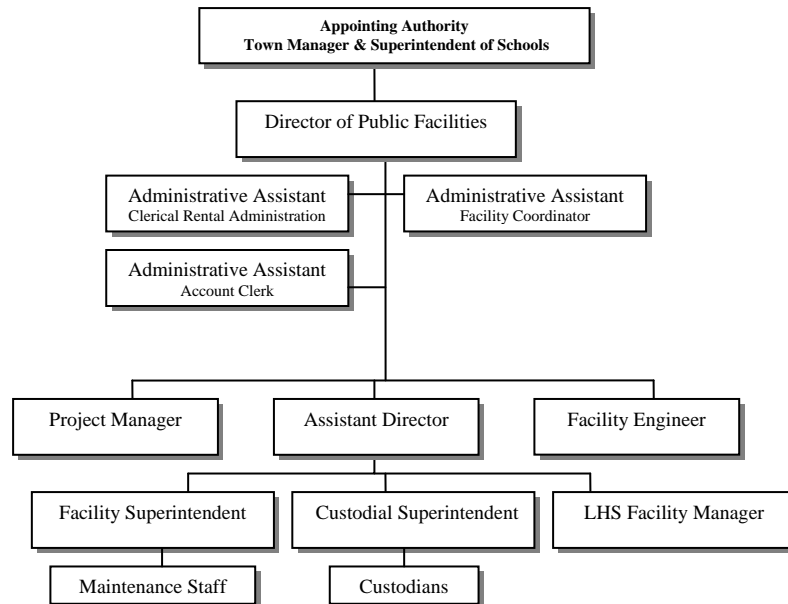 Appointing Authority
Town Manager & Superintendent of Schools
Director of Public Facilities
Administrative Assistant
Clerical Rental Administration
Administrative Assistant
Facility Coordinator
Administrative Assistant
Account Clerk
Project Manager
Assistant Director
Facility Engineer
Facility Superintendent
Custodial Superintendent
LHS Facility Manager
Maintenance Staff
Custodians